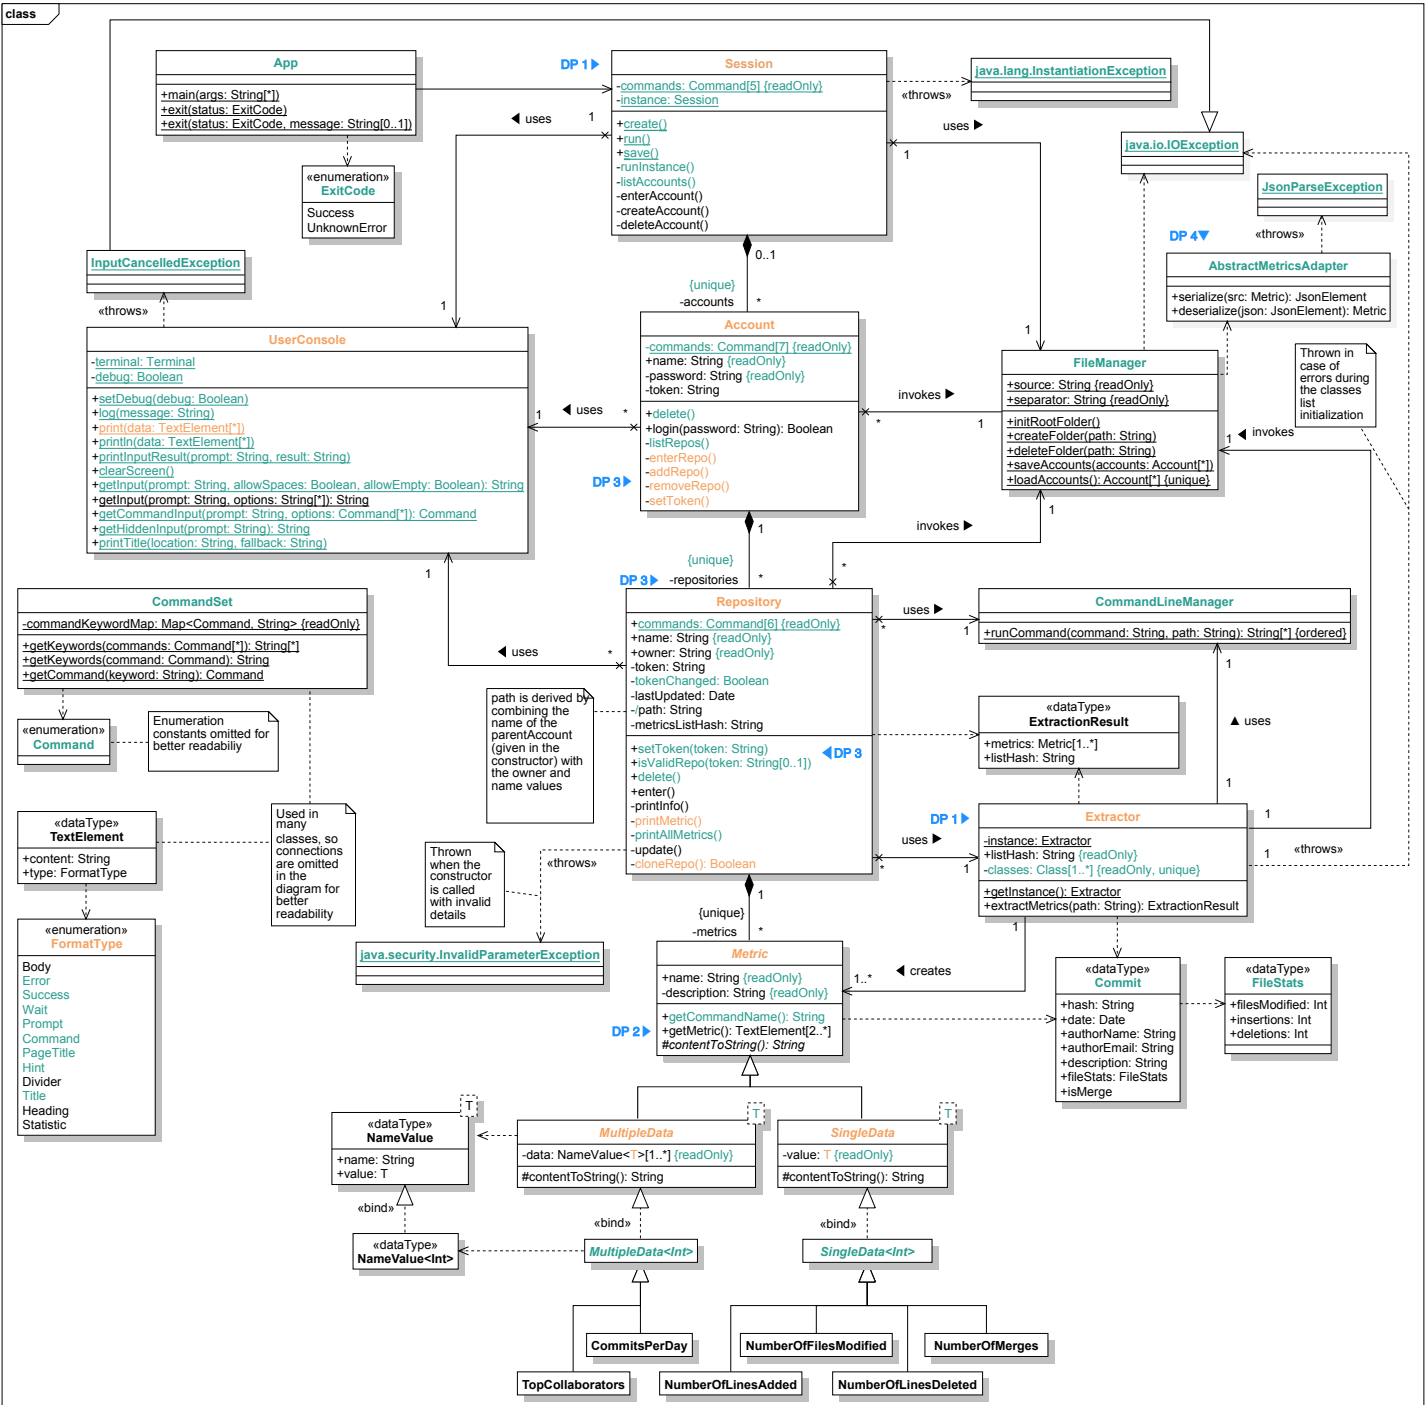 class
App
+main(args: String[*])
+exit(status: ExitCode)
+exit(status: ExitCode, message: String[0..1])
«enumeration»
ExitCode
Success
UnknownError
DP 1
Session
-commands: Command[5] {readOnly}
-instance: Session
+create()
+run()
+save()
-runInstance()
-listAccounts()
-enterAccount()
-createAccount()
-deleteAccount()
java.lang.InstantiationException
«throws»
◀ uses
1
uses ▶
1
java.io.IOException
JsonParseException
«throws»
DP 4
AbstractMetricsAdapter
+serialize(src: Metric): JsonElement
+deserialize(json: JsonElement): Metric
InputCancelledException
«throws»
0..1
{unique}
-accounts
*
1
1
UserConsole
-terminal: Terminal
-debug: Boolean
+setDebug(debug: Boolean)
+log(message: String)
+print(data: TextElement[*])
+println(data: TextElement[*])
+printInputResult(prompt: String, result: String)
+clearScreen()
+getInput(prompt: String, allowSpaces: Boolean, allowEmpty: Boolean): String
+getInput(prompt: String, options: String[*]): String
+getCommandInput(prompt: String, options: Command[*]): Command
+getHiddenInput(prompt: String): String
+printTitle(location: String, fallback: String)
Account
-commands: Command[7] {readOnly}
+name: String {readOnly}
-password: String {readOnly}
-token: String
+delete()
+login(password: String): Boolean
-listRepos()
-enterRepo()
-addRepo()
-removeRepo()
-setToken()
DP 3
1
◀ uses
*
invokes ▶
*
1
FileManager
+source: String {readOnly}
+separator: String {readOnly}
+initRootFolder()
+createFolder(path: String)
+deleteFolder(path: String)
+saveAccounts(accounts: Account[*])
+loadAccounts(): Account[*] {unique}
Thrown in
case of
errors during
the classes
list
initialization
1
◀ invokes
1
invokes ▶
1
*
{unique}
DP 3
-repositories
*
1
◀ uses
*
CommandSet
-commandKeywordMap: Map<Command, String> {readOnly}
+getKeywords(commands: Command[*]): String[*]
+getKeywords(command: Command): String
+getCommand(keyword: String): Command
«enumeration»
Command
Enumeration
constants omitted for
better readabiliy
Repository
+commands: Command[6] {readOnly}
+name: String {readOnly}
+owner: String {readOnly}
-token: String
-tokenChanged: Boolean
-lastUpdated: Date
-/path: String
-metricsListHash: String
+setToken(token: String)
+isValidRepo(token: String[0..1])
+delete()
+enter()
-printInfo()
-printMetric()
-printAllMetrics()
-update()
-cloneRepo(): Boolean
DP 3
path is derived by
combining the
name of the
parentAccount
(given in the
constructor) with
the owner and
name values
uses ▶
*
1
CommandLineManager
+runCommand(command: String, path: String): String[*] {ordered}
1
▲ uses
1
«dataType»
ExtractionResult
+metrics: Metric[1..*]
+listHash: String
«dataType»
TextElement
+content: String
+type: FormatType
Used in
many
classes, so
connections
are omitted
in the
diagram for
better
readability
Thrown
when the
constructor
is called
with invalid
details
«throws»
java.security.InvalidParameterException
uses ▶
*
1
DP 1
Extractor
-instance: Extractor
+listHash: String {readOnly}
-classes: Class[1..*] {readOnly, unique}
+getInstance(): Extractor
+extractMetrics(path: String): ExtractionResult
1
1
«throws»
1
«enumeration»
FormatType
Body
Error
Success
Wait
Prompt
Command
PageTitle
Hint
Divider
Title
Heading
Statistic
1
{unique}
-metrics
*
Metric
+name: String {readOnly}
-description: String {readOnly}
+getCommandName(): String
+getMetric(): TextElement[2..*]
#contentToString(): String
DP 2
1..*
◀ creates
«dataType»
Commit
+hash: String
+date: Date
+authorName: String
+authorEmail: String
+description: String
+fileStats: FileStats
+isMerge
«dataType»
FileStats
+filesModified: Int
+insertions: Int
+deletions: Int
T
«dataType»
NameValue
+name: String
+value: T
T
MultipleData
-data: NameValue<T>[1..*] {readOnly}
#contentToString(): String
T
SingleData
-value: T {readOnly}
#contentToString(): String
«bind»
«bind»
«bind»
«dataType»
NameValue<Int>
MultipleData<Int>
SingleData<Int>
CommitsPerDay
NumberOfFilesModified
NumberOfMerges
TopCollaborators
NumberOfLinesAdded
NumberOfLinesDeleted